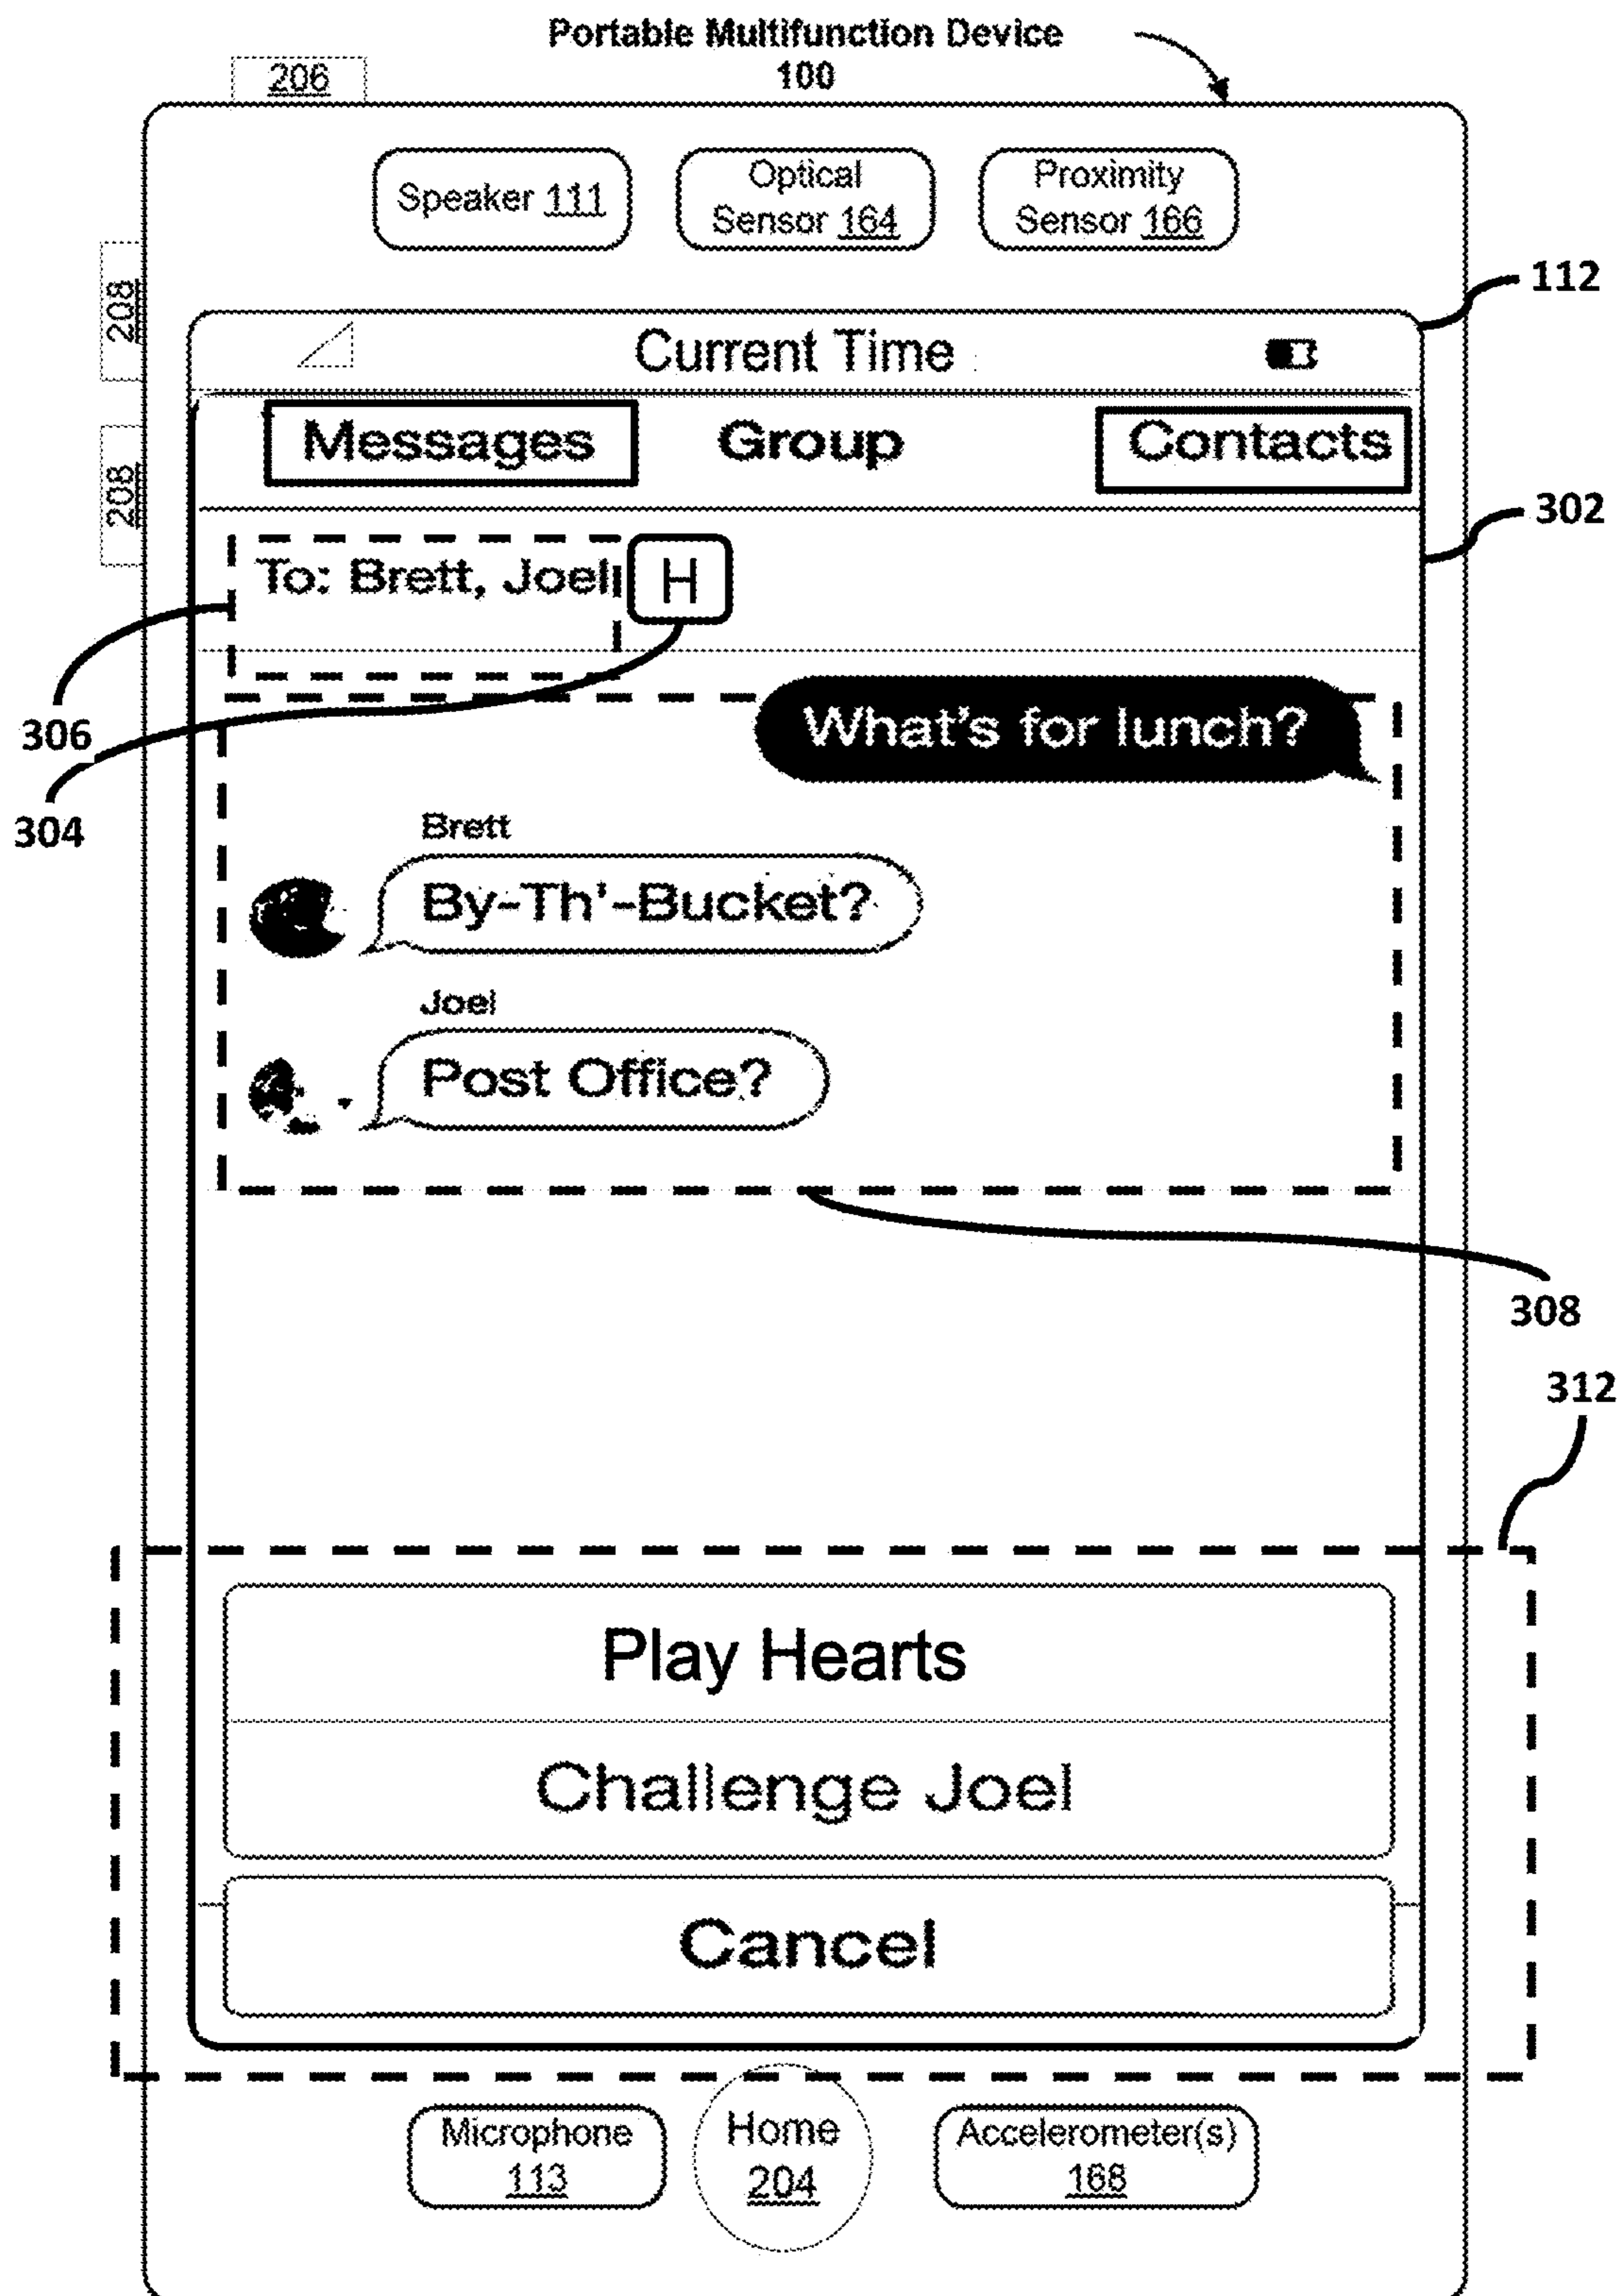 Portable Multifunction Device
100
206
Speaker 111
Optical
Sensor 164
Proximity
Sensor 166
208
112
Current Time
Messages Group Contacts
208
302
To: Brett, Joel H
306
What's for lunch?
304
Brett
By-Th'-Bucket?
Joel
Post Office?
308
312
Play Hearts
Challenge Joel
Cancel
Microphone
113
Home
204
Accelerometer(s)
168